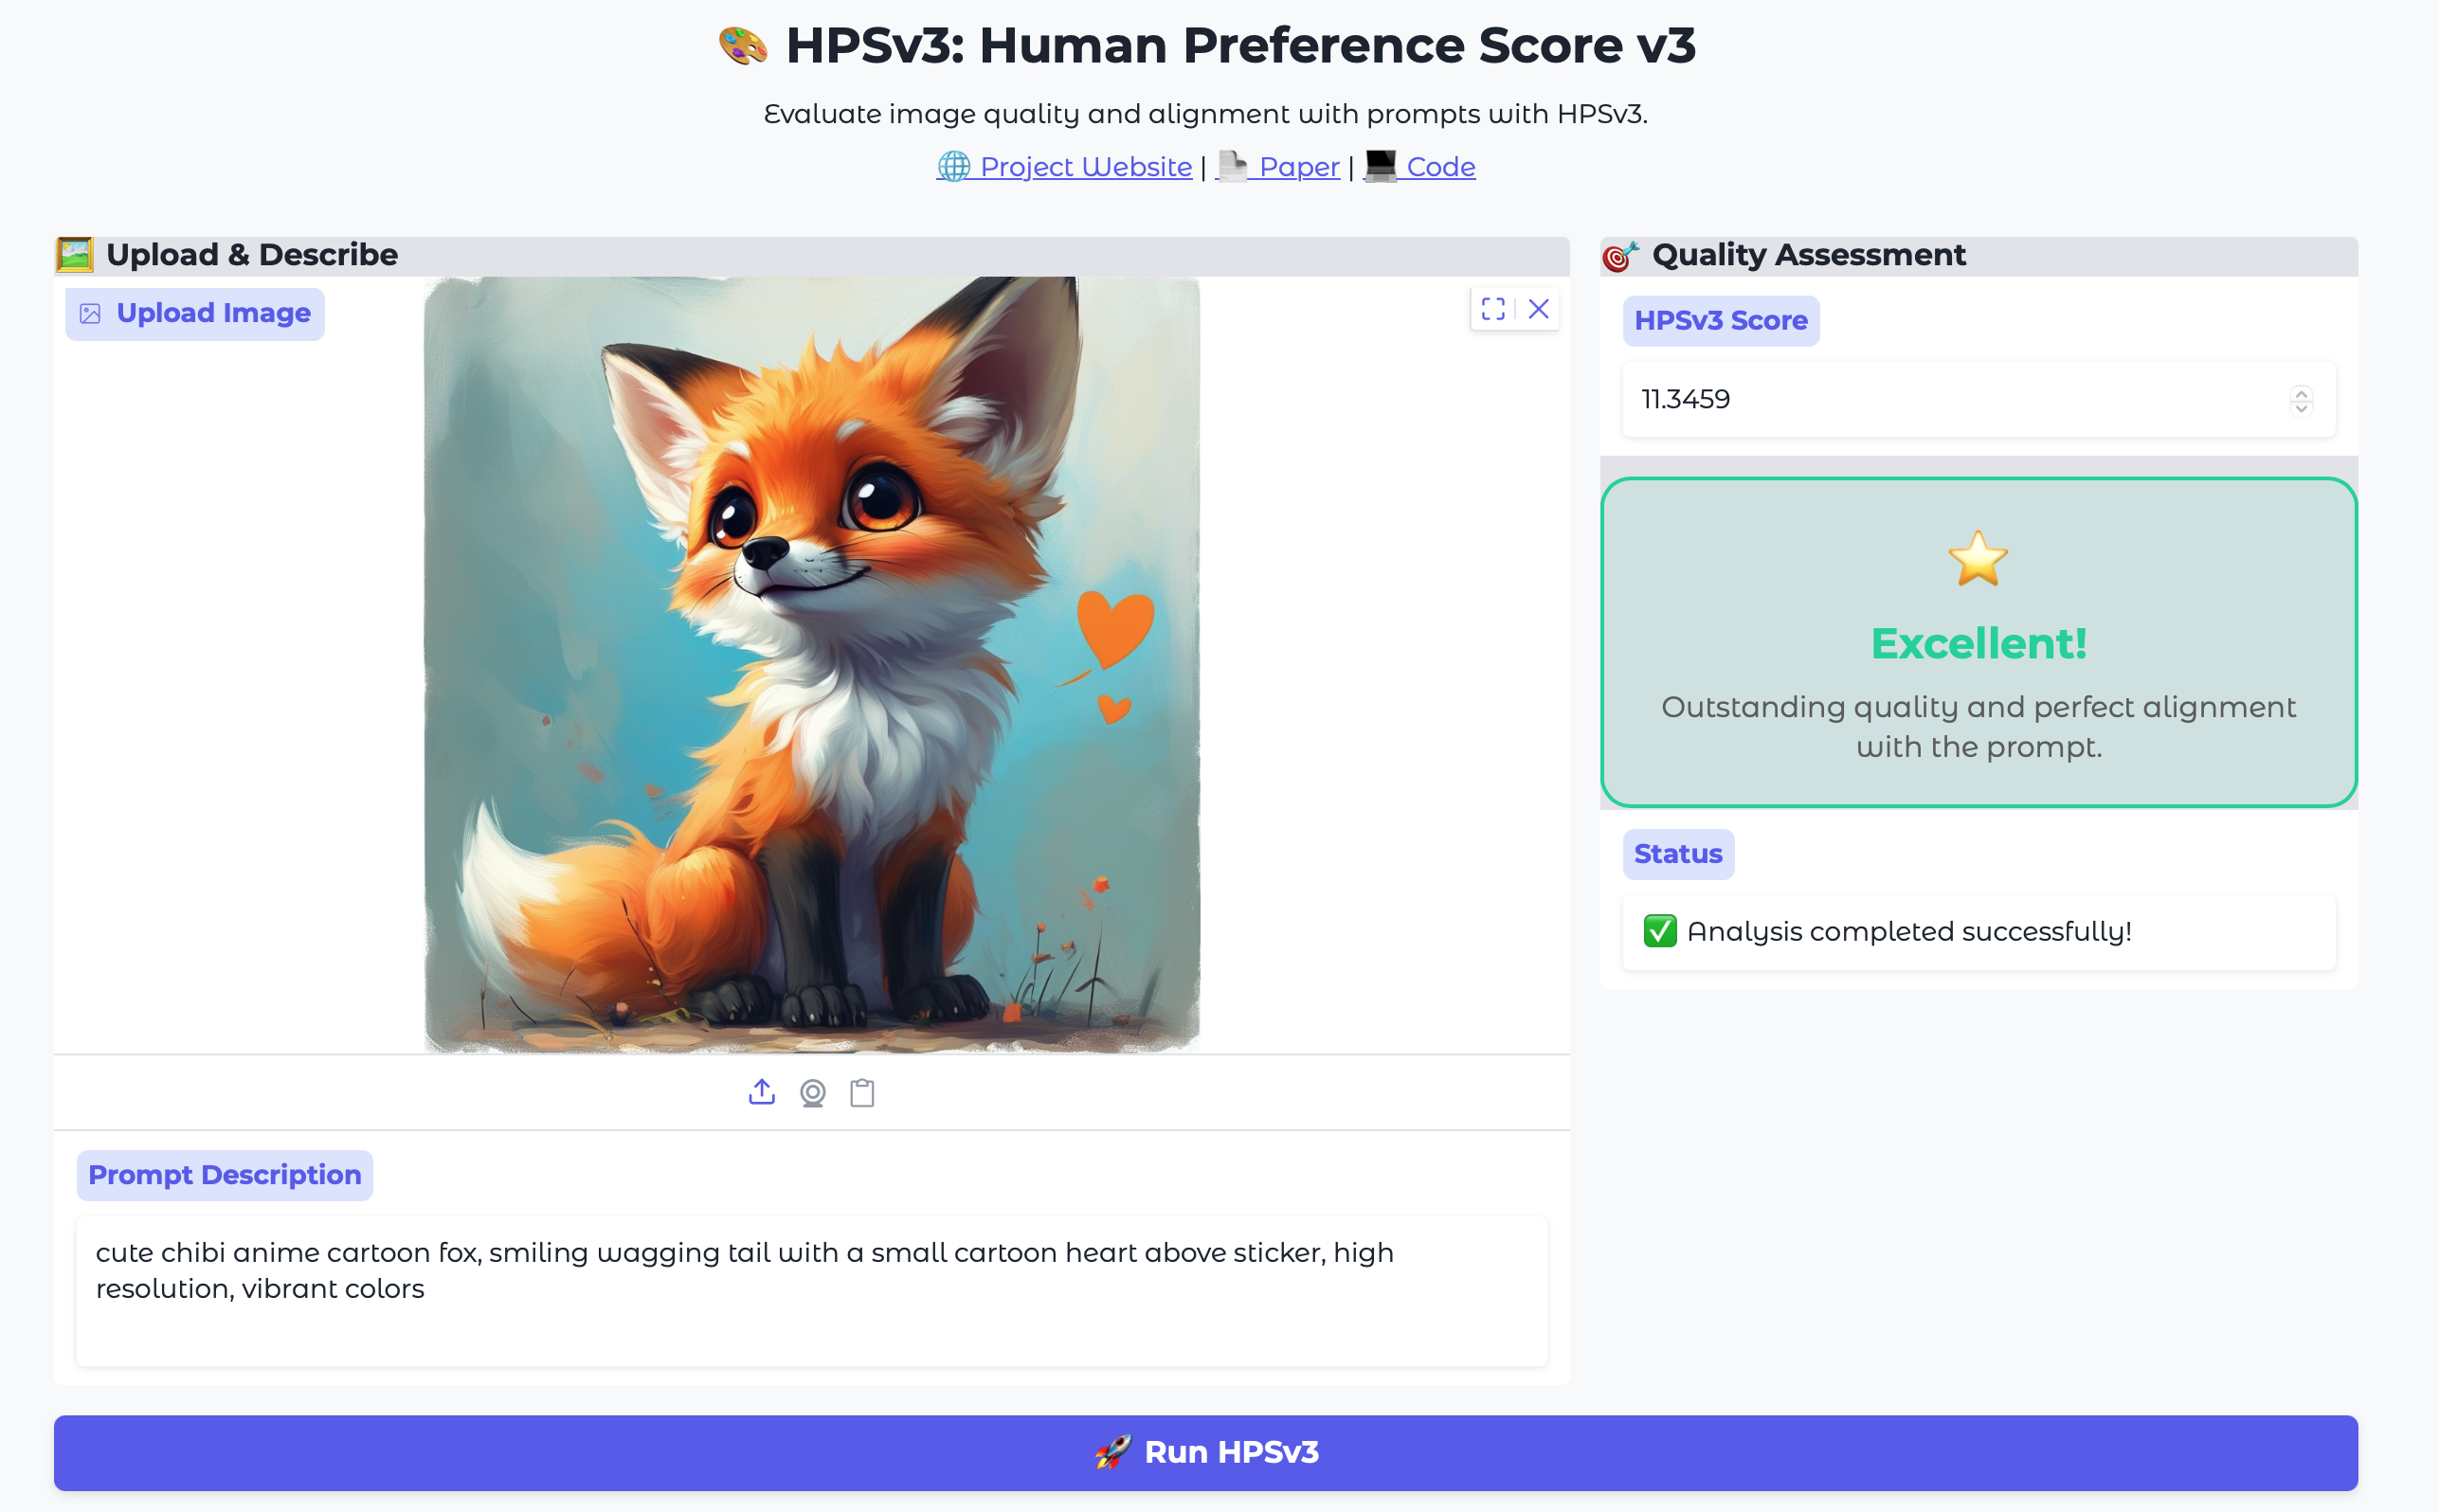 🎨 HPSv3: Human Preference Score v3
Evaluate image quality and alignment with prompts with HPSv3.
🌐 Project Website | 📄 Paper | 💻 Code
🖼️ Upload & Describe
Upload Image
Prompt Description
cute chibi anime cartoon fox, smiling wagging tail with a small cartoon heart above sticker, high
resolution, vibrant colors
🎯 Quality Assessment
HPSv3 Score
11.3459
⭐
Excellent!
Outstanding quality and perfect alignment
with the prompt.
Status
✅ Analysis completed successfully!
🚀 Run HPSv3